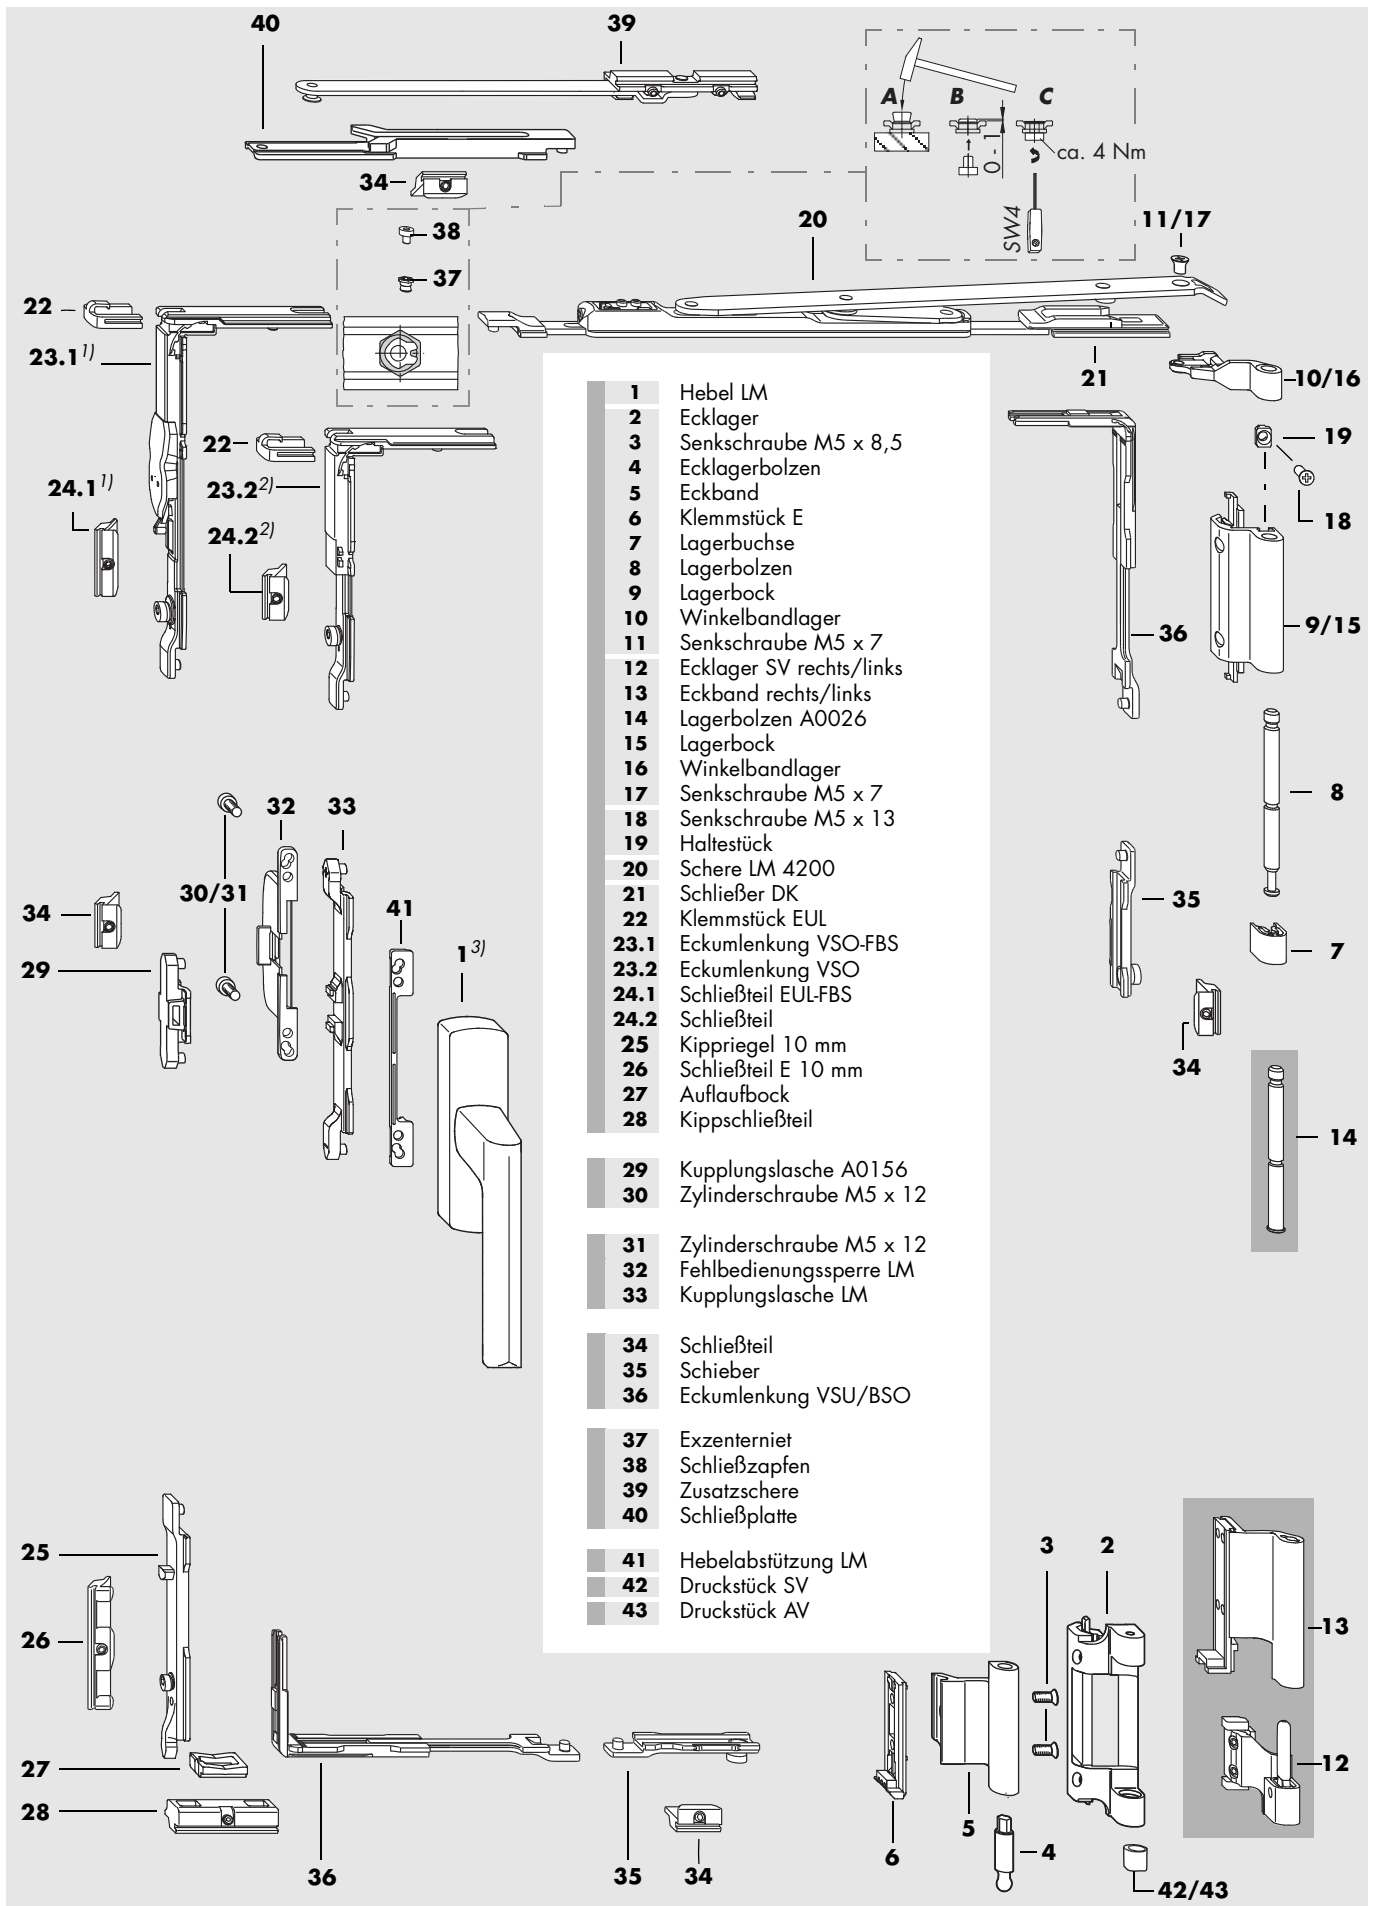 40
39
A
B
C
0 - 1
ca. 4 Nm
SW4
34
38
37
20
11/17
22
23.1 1)
21
10/16
22
19
24.1 1)
23.2 2)
18
24.2 2)
36
9/15
1 Hebel LM
2 Ecklager
3 Senkschraube M5 x 8,5
4 Ecklagerbolzen
5 Eckband
6 Klemmstück E
7 Lagerbuchse
8 Lagerbolzen
9 Lagerbock
10 Winkelbandlager
11 Senkschraube M5 x 7
12 Ecklager SV rechts/links
13 Eckband rechts/links
14 Lagerbolzen A0026
15 Lagerbock
16 Winkelbandlager
17 Senkschraube M5 x 7
18 Senkschraube M5 x 13
19 Haltestück
20 Schere LM 4200
21 Schließer DK
22 Klemmstück EUL
23.1 Eckumlenkung VSO-FBS
23.2 Eckumlenkung VSO
24.1 Schließteil EUL-FBS
24.2 Schließteil
25 Kippriegel 10 mm
26 Schließteil E 10 mm
27 Auflaufbock
28 Kippschließteil
29 Kupplungslasche A0156
30 Zylinderschraube M5 x 12
31 Zylinderschraube M5 x 12
32 Fehlbedienungssperre LM
33 Kupplungslasche LM
34 Schließteil
35 Schieber
36 Eckumlenkung VSU/BSO
37 Exzenterniet
38 Schließzapfen
39 Zusatzschere
40 Schließplatte
41 Hebelabstützung LM
42 Druckstück SV
43 Druckstück AV
32
33
8
30/31
34
41
35
29
1 3)
7
34
14
25
3
2
26
13
27
12
28
5
6
4
36
35
34
42/43